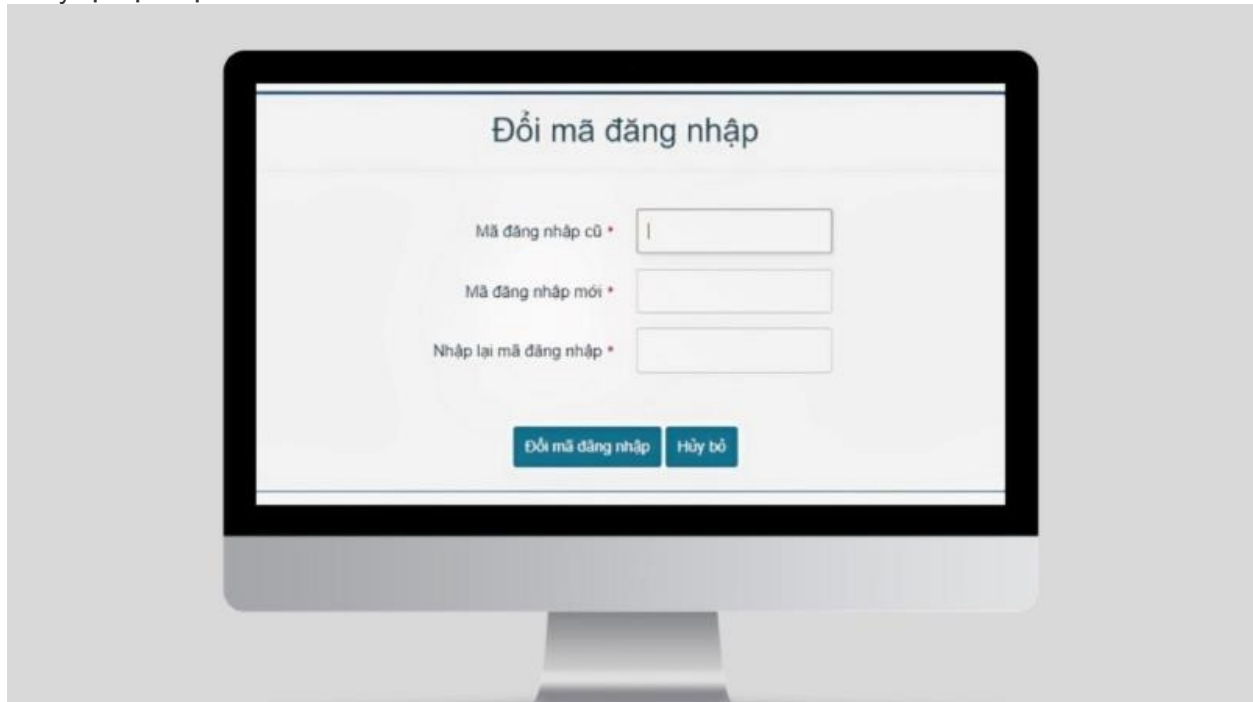 Đổi mã đăng nhập
Mã đăng nhập cũ *
Mã đăng nhập mới *
Nhập lại mã đăng nhập *
Đổi mã đăng nhập Hủy bỏ